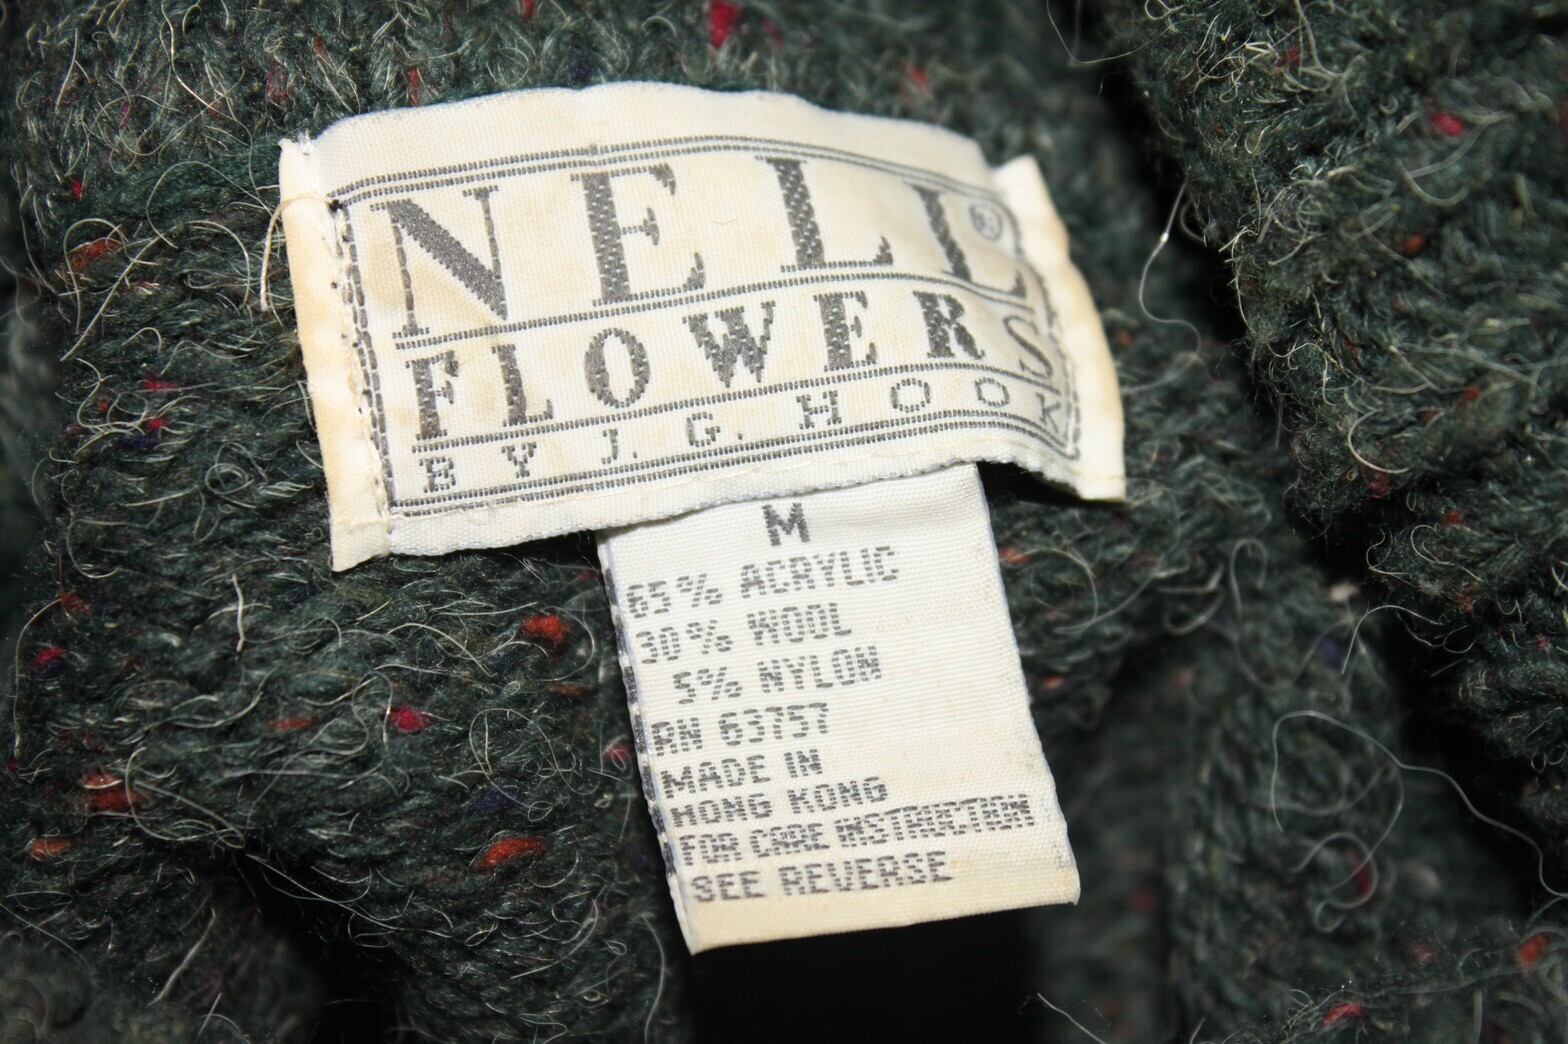 NELL®
FLOWERS
BY J.G. HOOK
M
65% ACRYLIC
30% WOOL
5% NYLON
RN 63757
MADE IN
HONG KONG
FOR CARE INSTRUCTION
SEE REVERSE